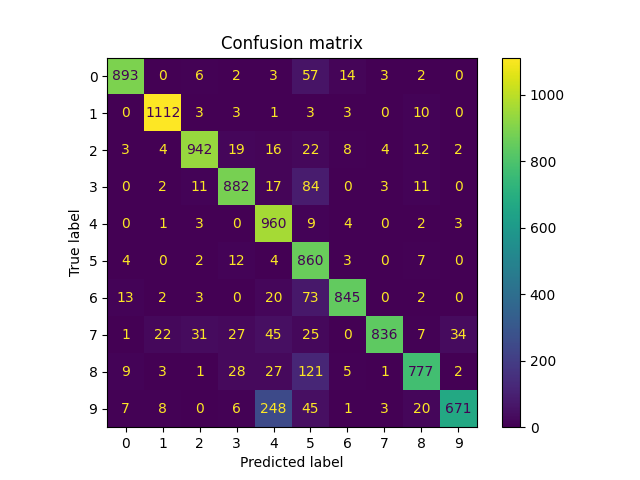 Confusion matrix
0 893 0 6 2 3 57 14 3 2 0
1 0 1112 3 3 1 3 3 0 10 0
2 3 4 942 19 16 22 8 4 12 2
3 0 2 11 882 17 84 0 3 11 0
4 0 1 3 0 960 9 4 0 2 3
5 4 0 2 12 4 860 3 0 7 0
6 13 2 3 0 20 73 845 0 2 0
7 1 22 31 27 45 25 0 836 7 34
8 9 3 1 28 27 121 5 1 777 2
9 7 8 0 6 248 45 1 3 20 671
0 1 2 3 4 5 6 7 8 9
Predicted label
True label
1000
800
600
400
200
0